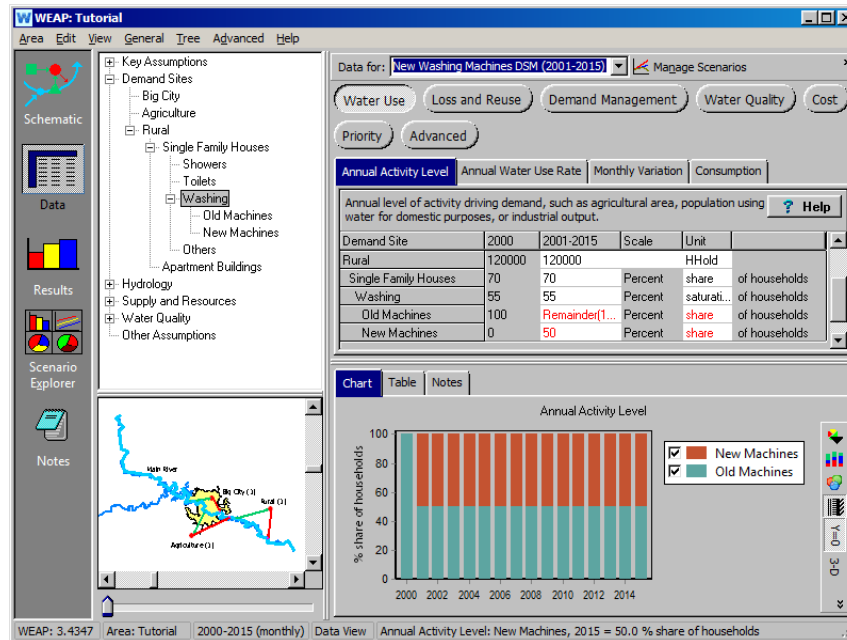 WEAP: Tutorial
Area Edit View General Tree Advanced Help
Schematic
Data
Results
Scenario
Explorer
Notes
Key Assumptions
Demand Sites
Big City
Agriculture
Rural
Single Family Houses
Showers
Toilets
Washing
Old Machines
New Machines
Others
Apartment Buildings
Hydrology
Supply and Resources
Water Quality
Other Assumptions
Main River
Big City (1)
Rural (3)
Agriculture (1)
Data for: New Washing Machines DSM (2001-2015) Manage Scenarios
Water Use Loss and Reuse Demand Management Water Quality Cost
Priority Advanced
Annual Activity Level Annual Water Use Rate Monthly Variation Consumption
Annual level of activity driving demand, such as agricultural area, population using
water for domestic purposes, or industrial output.
? Help
Demand Site 2000 2001-2015 Scale Unit
Rural 120000 120000 HHold
Single Family Houses 70 70 Percent share of households
Washing 55 55 Percent saturati... of households
Old Machines 100 Remainder(1... Percent share of households
New Machines 0 50 Percent share of households
Chart Table Notes
Annual Activity Level
% share of households
100
80
60
40
20
0
2000 2002 2004 2006 2008 2010 2012 2014
New Machines
Old Machines
Y=0
3-D
WEAP: 3.4347 Area: Tutorial 2000-2015 (monthly) Data View Annual Activity Level: New Machines, 2015 = 50.0 % share of households